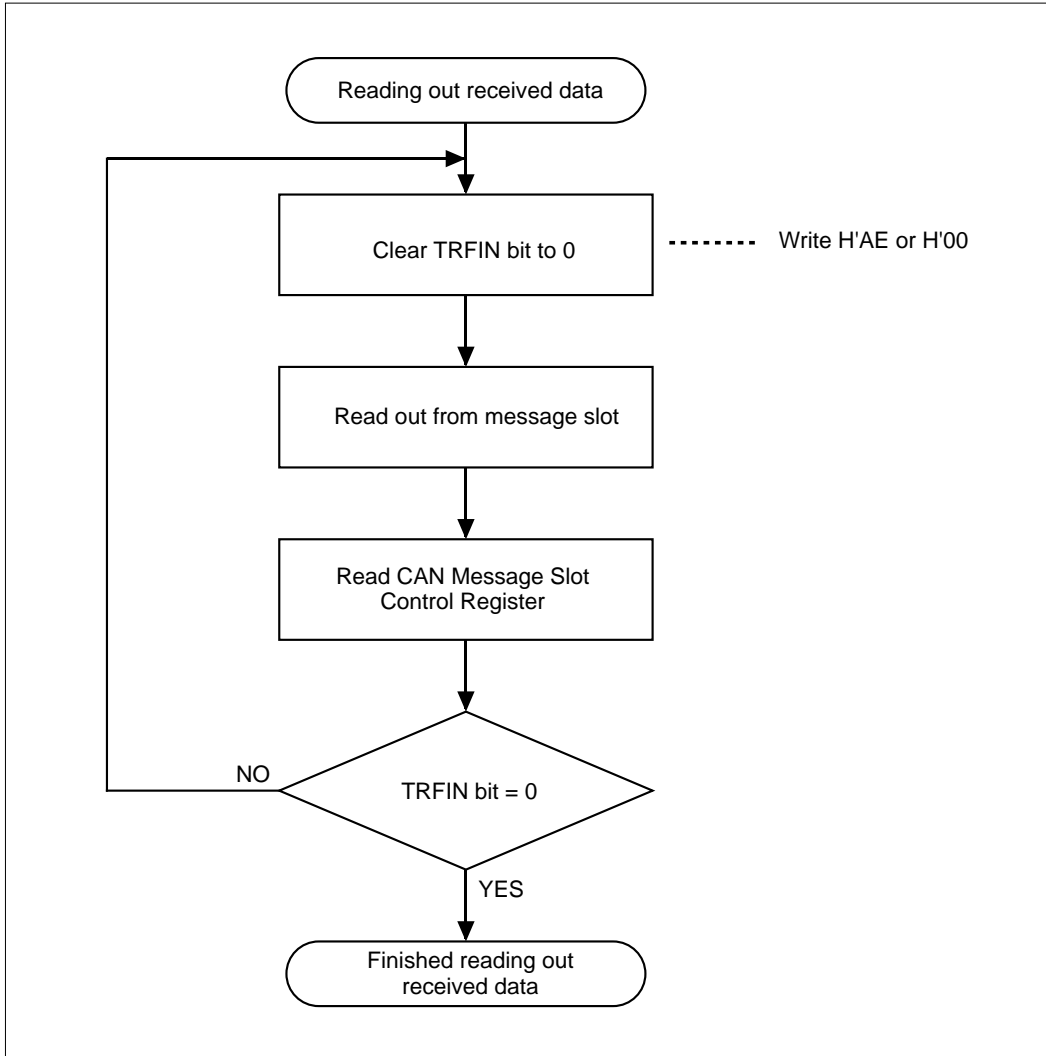 Reading out received data
Clear TRFIN bit to 0
Write H'AE or H'00
Read out from message slot
Read CAN Message Slot
Control Register
NO
TRFIN bit = 0
YES
Finished reading out
received data